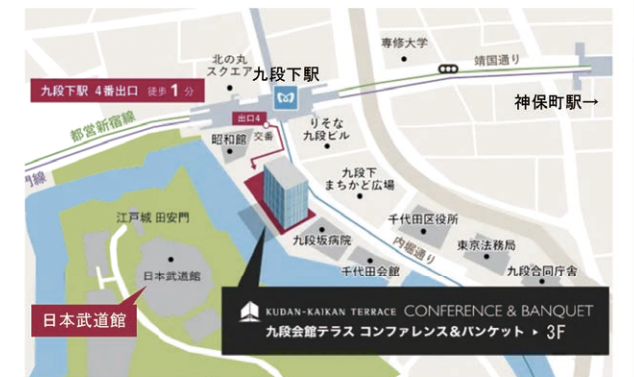 専修大学
靖国通り
北の丸
スクエア
九段下駅
九段下駅 4番出口 徒歩 1 分
神保町駅→
出口4
交番
りそな
九段ビル
都営新宿線
昭和館
門線
九段下
まちかど広場
江戸城 田安門
千代田区役所
九段坂病院
内堀通り
東京法務局
日本武道館
千代田会館
九段合同庁舎
日本武道館
KUDAN-KAIKAN TERRACE CONFERENCE & BANQUET
九段会館テラス コンファレンス&バンケット ▸ 3F